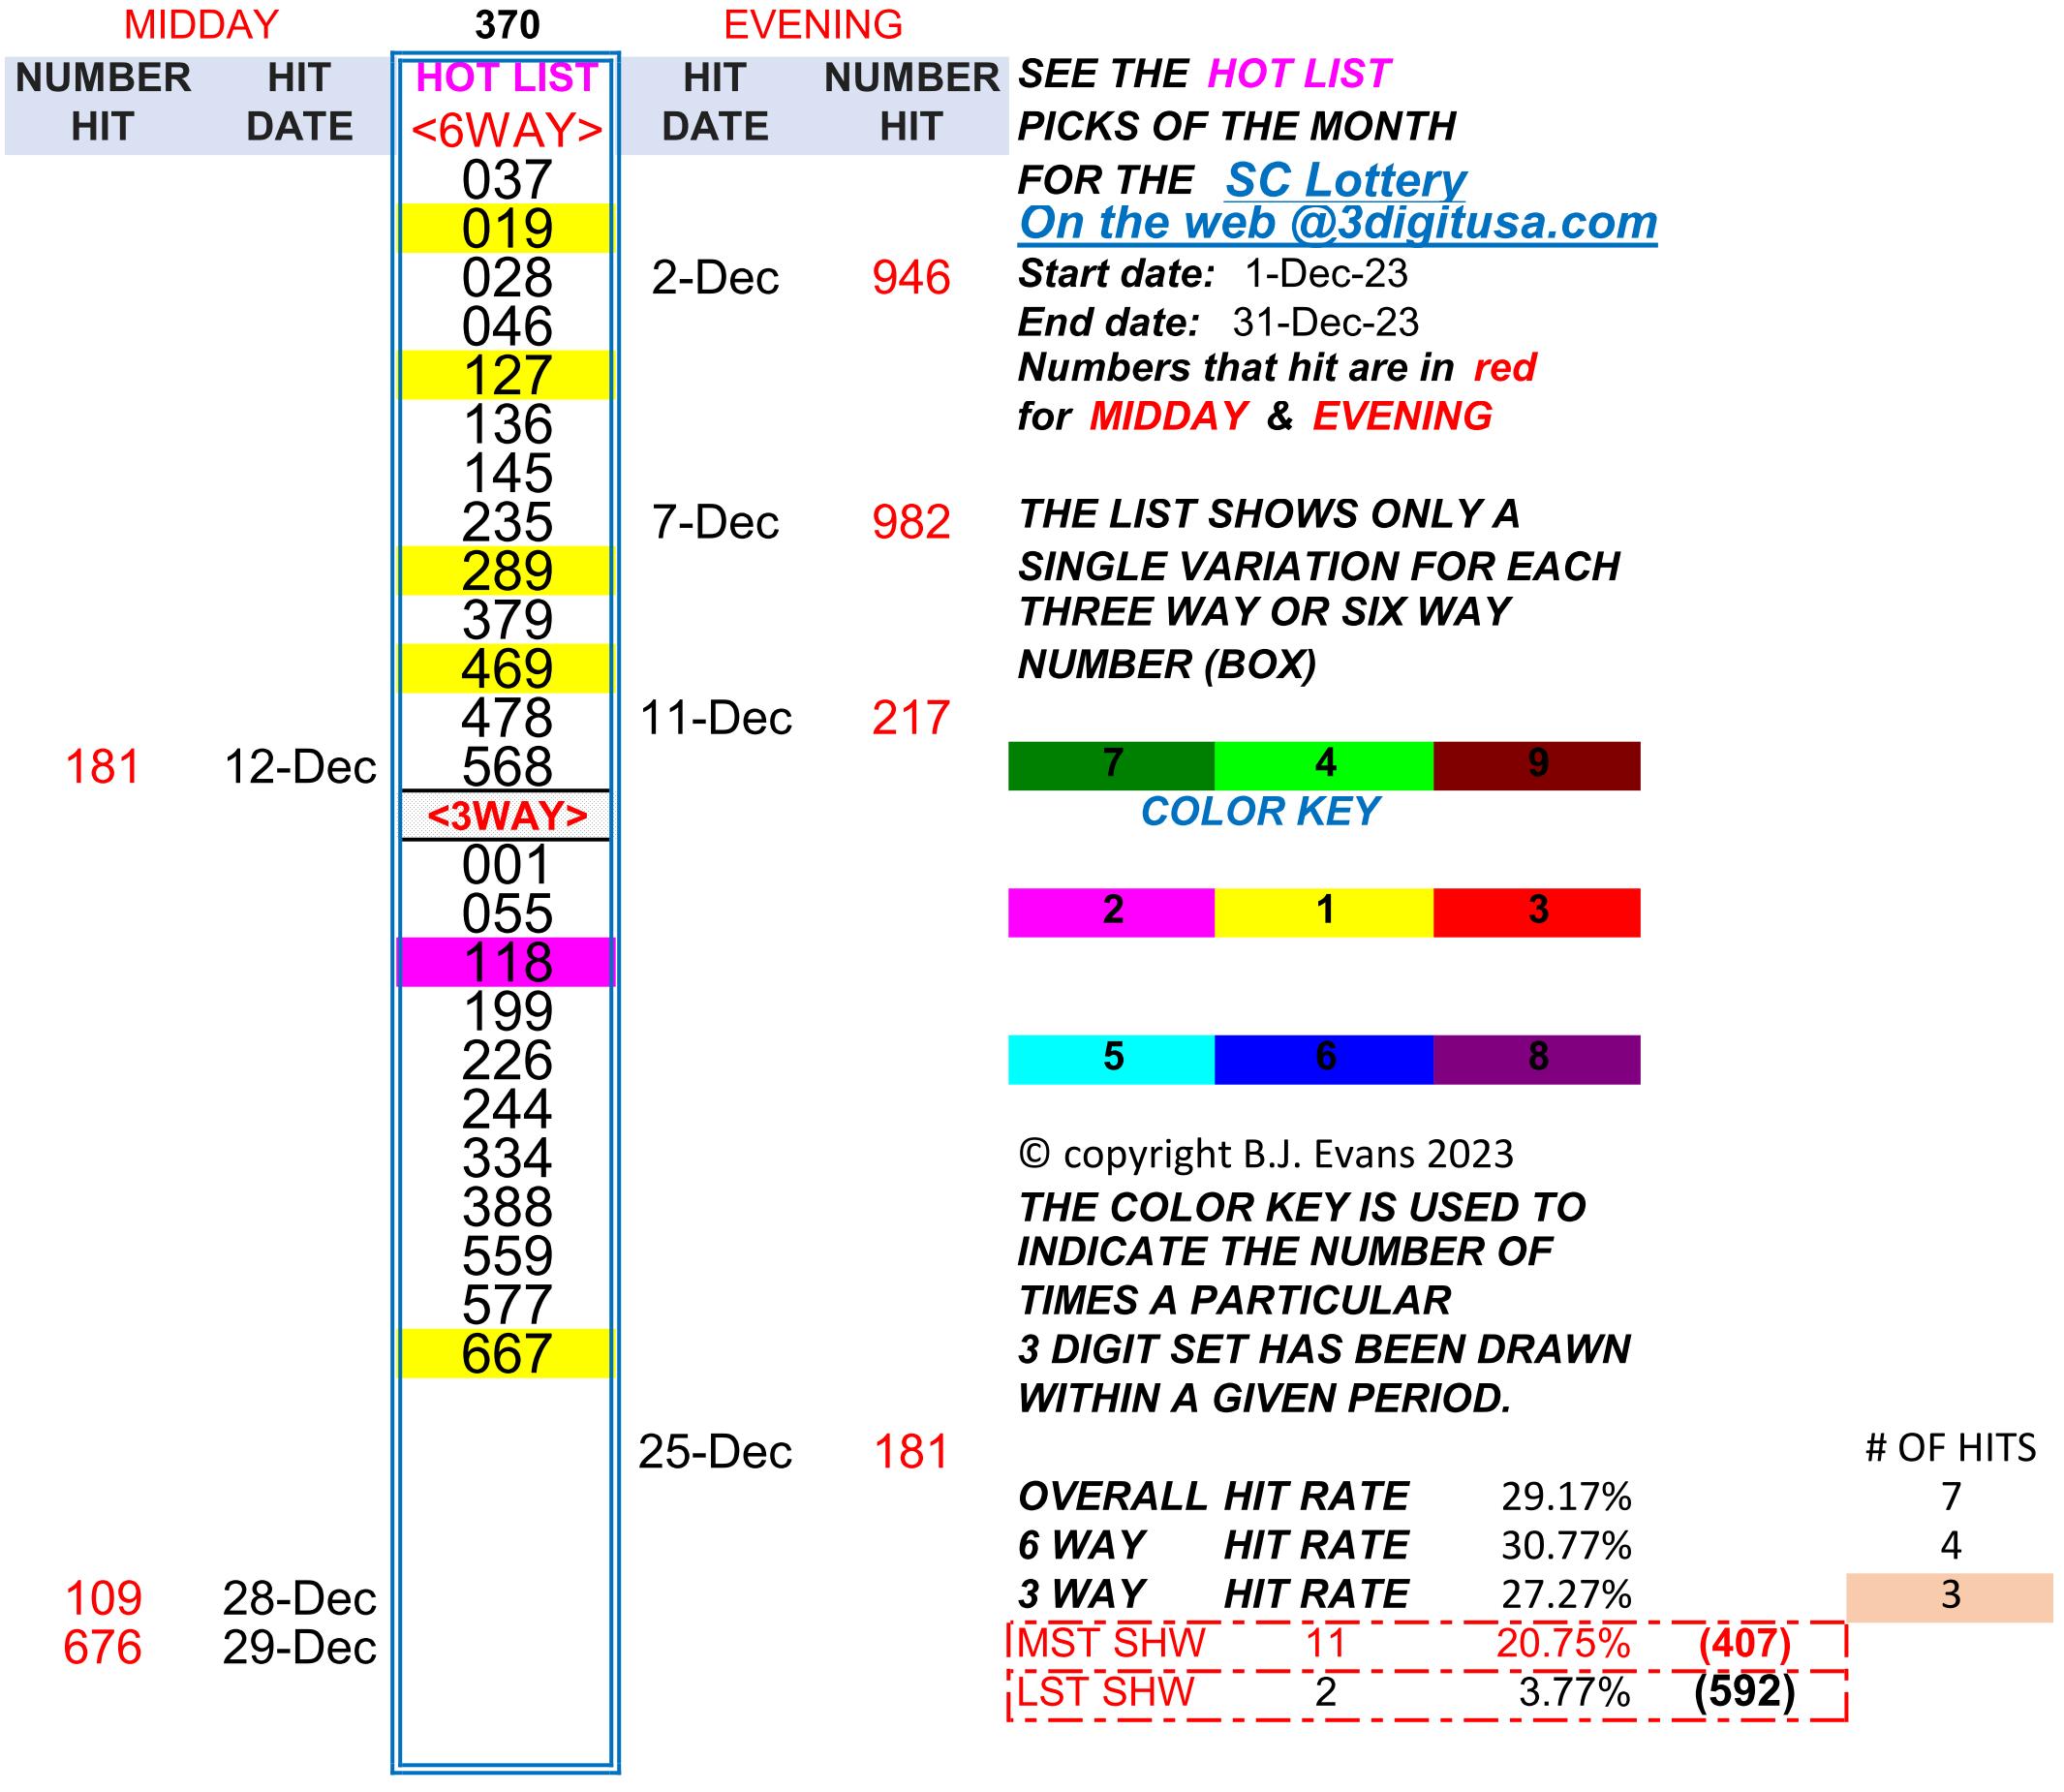 MIDDAY 370 EVENING
NUMBER HIT HOT LIST HIT NUMBER SEE THE HOT LIST
HIT DATE <6WAY> DATE HIT PICKS OF THE MONTH
037 FOR THE SC Lottery
019 On the web @3digitusa.com
028 2-Dec 946 Start date: 1-Dec-23
046 End date: 31-Dec-23
127 Numbers that hit are in red
136 for MIDDAY & EVENING
145
235 7-Dec 982 THE LIST SHOWS ONLY A
289 SINGLE VARIATION FOR EACH
379 THREE WAY OR SIX WAY
469 NUMBER (BOX)
478 11-Dec 217
181 12-Dec 568 7 4 9
<3WAY> COLOR KEY
001
055 2 1 3
118
199
226 5 6 8
244
334 © copyright B.J. Evans 2023
388 THE COLOR KEY IS USED TO
559 INDICATE THE NUMBER OF
577 TIMES A PARTICULAR
667 3 DIGIT SET HAS BEEN DRAWN
WITHIN A GIVEN PERIOD.
25-Dec 181 # OF HITS
OVERALL HIT RATE 29.17% 7
6 WAY HIT RATE 30.77% 4
109 28-Dec 3 WAY HIT RATE 27.27% 3
676 29-Dec MST SHW 11 20.75% (407)
LST SHW 2 3.77% (592)